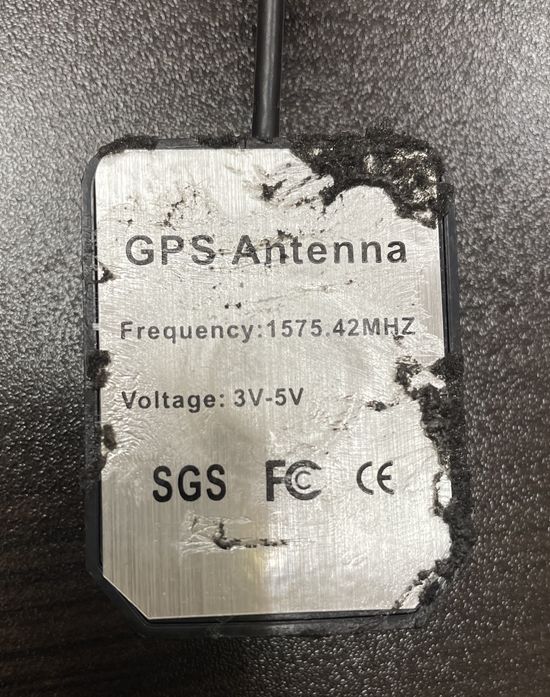 GPS Antenna
Frequency:1575.42MHZ
Voltage: 3V-5V
SGS FC CE